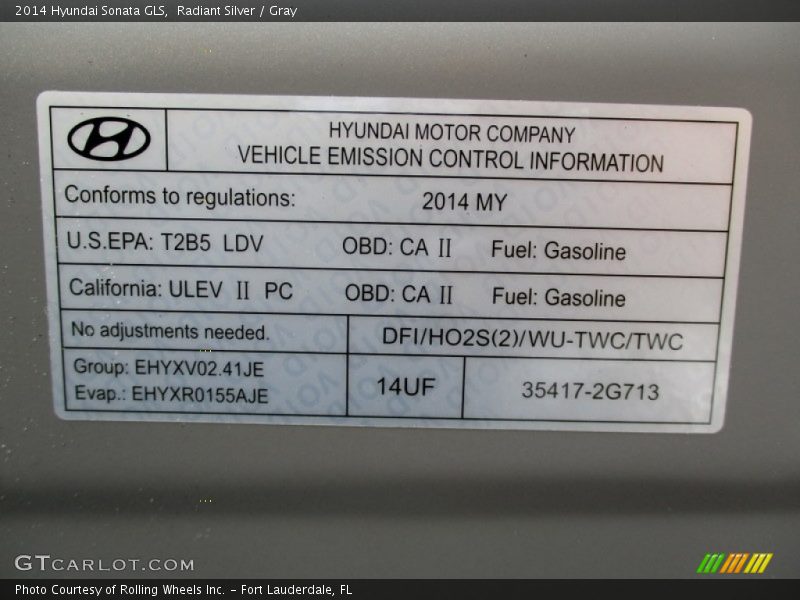 2014 Hyundai Sonata GLS, Radiant Silver / Gray
HYUNDAI MOTOR COMPANY
VEHICLE EMISSION CONTROL INFORMATION
Conforms to regulations: 2014 MY
U.S.EPA: T2B5 LDV OBD: CA II Fuel: Gasoline
California: ULEV II PC OBD: CA II Fuel: Gasoline
No adjustments needed. DFI/HO2S(2)/WU-TWC/TWC
Group: EHYXV02.41JE
Evap.: EHYXR0155AJE
14UF 35417-2G713
GTCARLOT.COM
Photo Courtesy of Rolling Wheels Inc. – Fort Lauderdale, FL